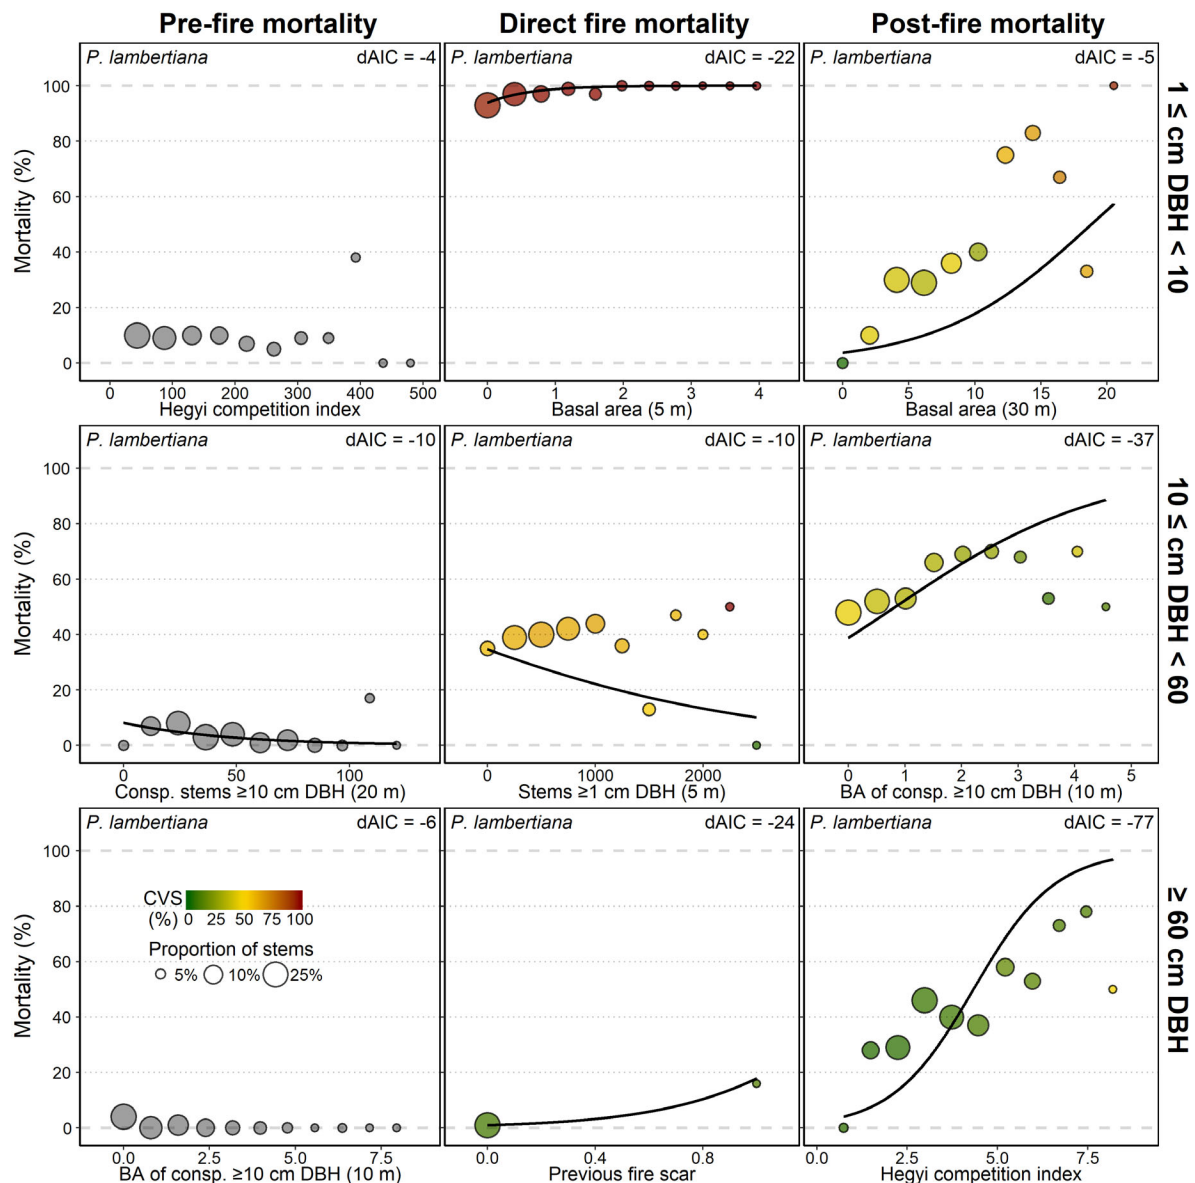 Pre-fire mortality
Direct fire mortality
Post-fire mortality
P. lambertiana dAIC = -4
P. lambertiana dAIC = -22
P. lambertiana dAIC = -5
Mortality (%)
100
80
60
40
20
0
0 100 200 300 400 500
Hegyi competition index
0 1 2 3 4
Basal area (5 m)
0 5 10 15 20
Basal area (30 m)
1 ≤ cm DBH < 10
P. lambertiana dAIC = -10
P. lambertiana dAIC = -10
P. lambertiana dAIC = -37
Mortality (%)
100
80
60
40
20
0
0 50 100
Consp. stems ≥10 cm DBH (20 m)
0 1000 2000
Stems ≥1 cm DBH (5 m)
0 1 2 3 4 5
BA of consp. ≥10 cm DBH (10 m)
10 ≤ cm DBH < 60
P. lambertiana dAIC = -6
P. lambertiana dAIC = -24
P. lambertiana dAIC = -77
Mortality (%)
100
80
60
40
20
0
CVS
(%) 0 25 50 75 100
Proportion of stems
5% 10% 25%
0.0 2.5 5.0 7.5
BA of consp. ≥10 cm DBH (10 m)
0.0 0.4 0.8
Previous fire scar
0.0 2.5 5.0 7.5
Hegyi competition index
≥ 60 cm DBH